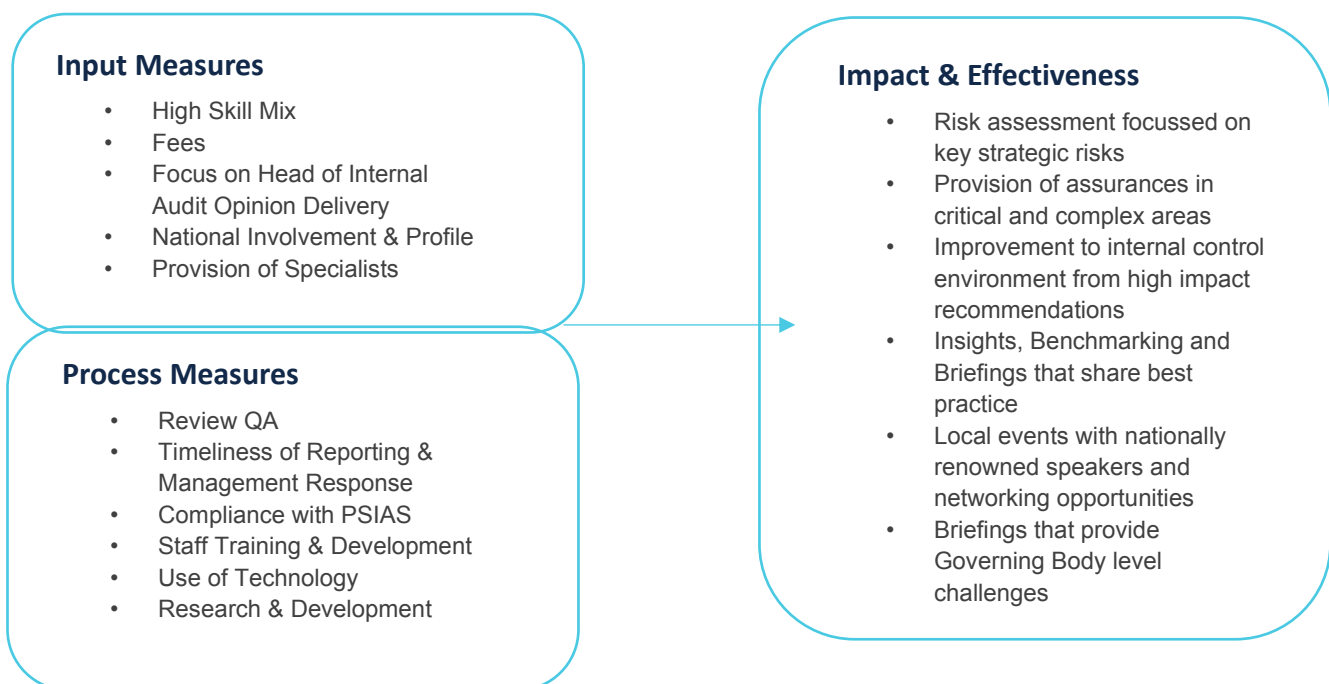 Input Measures
• High Skill Mix
• Fees
• Focus on Head of Internal
Audit Opinion Delivery
• National Involvement & Profile
• Provision of Specialists
Process Measures
• Review QA
• Timeliness of Reporting &
Management Response
• Compliance with PSIAS
• Staff Training & Development
• Use of Technology
• Research & Development
Impact & Effectiveness
• Risk assessment focussed on
key strategic risks
• Provision of assurances in
critical and complex areas
• Improvement to internal control
environment from high impact
recommendations
• Insights, Benchmarking and
Briefings that share best
practice
• Local events with nationally
renowned speakers and
networking opportunities
• Briefings that provide
Governing Body level
challenges